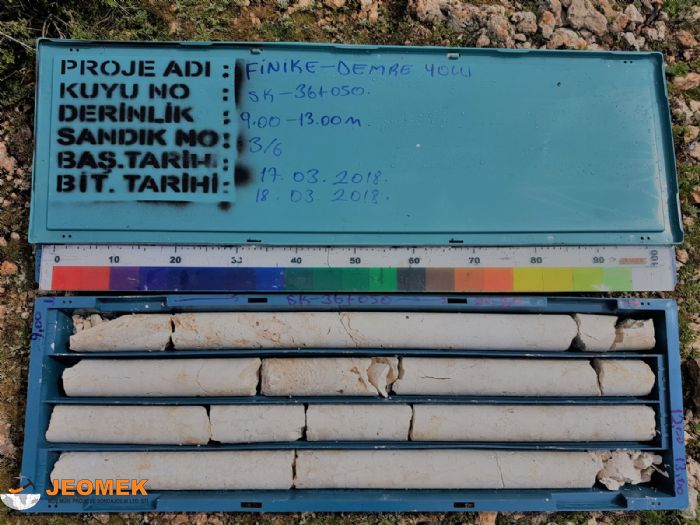 PROJE ADI : FİNİKE-DEMRE YOLU
KUYU NO : SK-36+050.
DERİNLİK : 9.00-13.00m.
SANDIK NO : 3/6
BAŞ.TARİHİ : 17.03.2018.
BİT. TARİHİ : 18.03.2018.
0 10 20 30 40 50 60 70 80 90 100
SK-36+050
9,00
13,00 13.00
JEOMEK